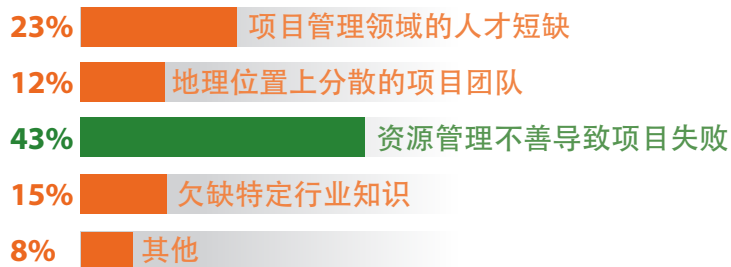 23% 项目管理领域的人才短缺
12% 地理位置上分散的项目团队
43% 资源管理不善导致项目失败
15% 欠缺特定行业知识
8% 其他